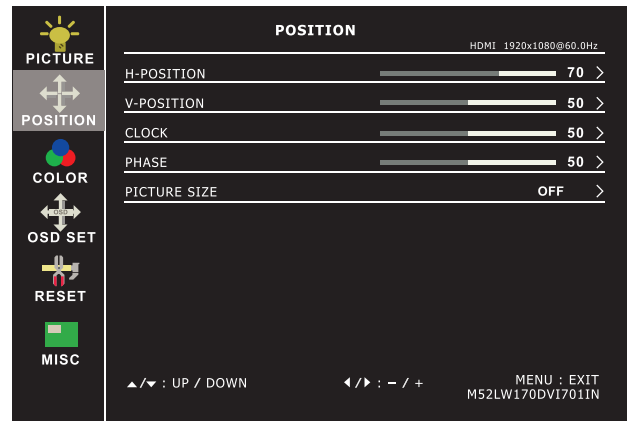 PICTURE
POSITION
COLOR
OSD
OSD SET
RESET
MISC
POSITION
HDMI 1920x1080@60.0Hz
H-POSITION 70 >
V-POSITION 50 >
CLOCK 50 >
PHASE 50 >
PICTURE SIZE OFF >
▲/▼ : UP / DOWN ◀/▶ : – / + MENU : EXIT
M52LW170DVI701IN